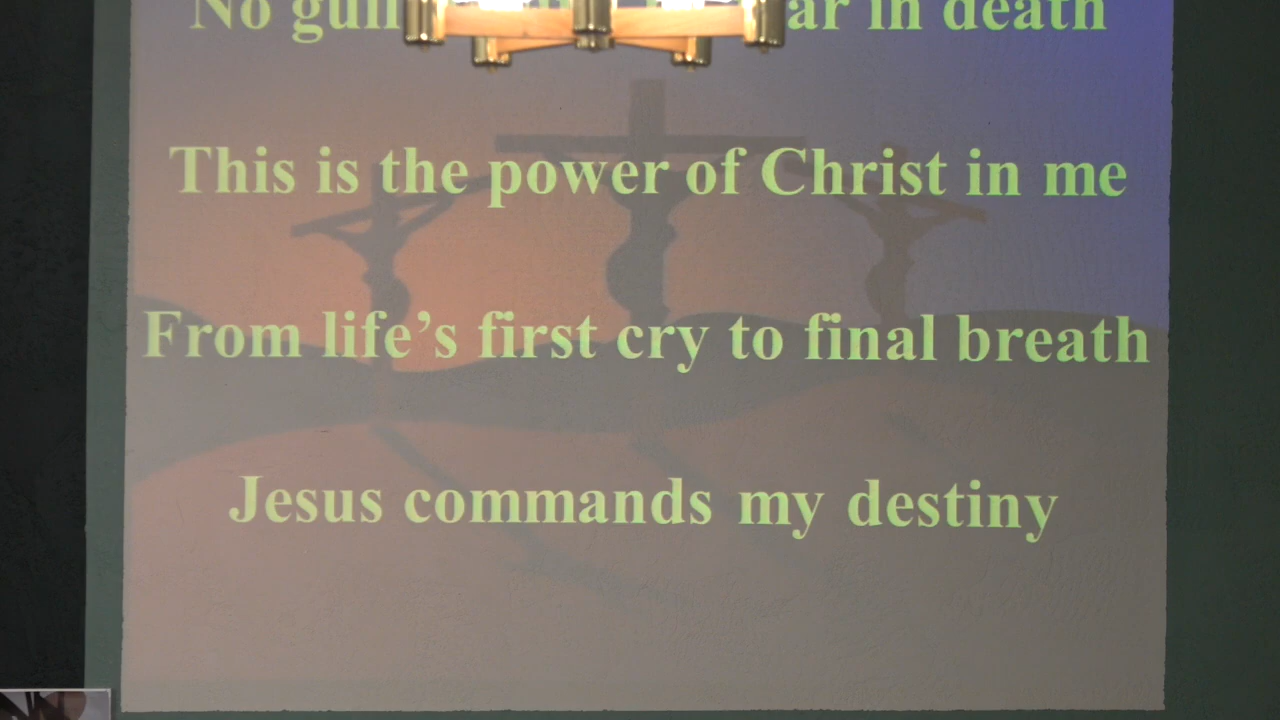 No in death
This is the power of Christ in me
From life’s first cry to final breath
Jesus commands my destiny